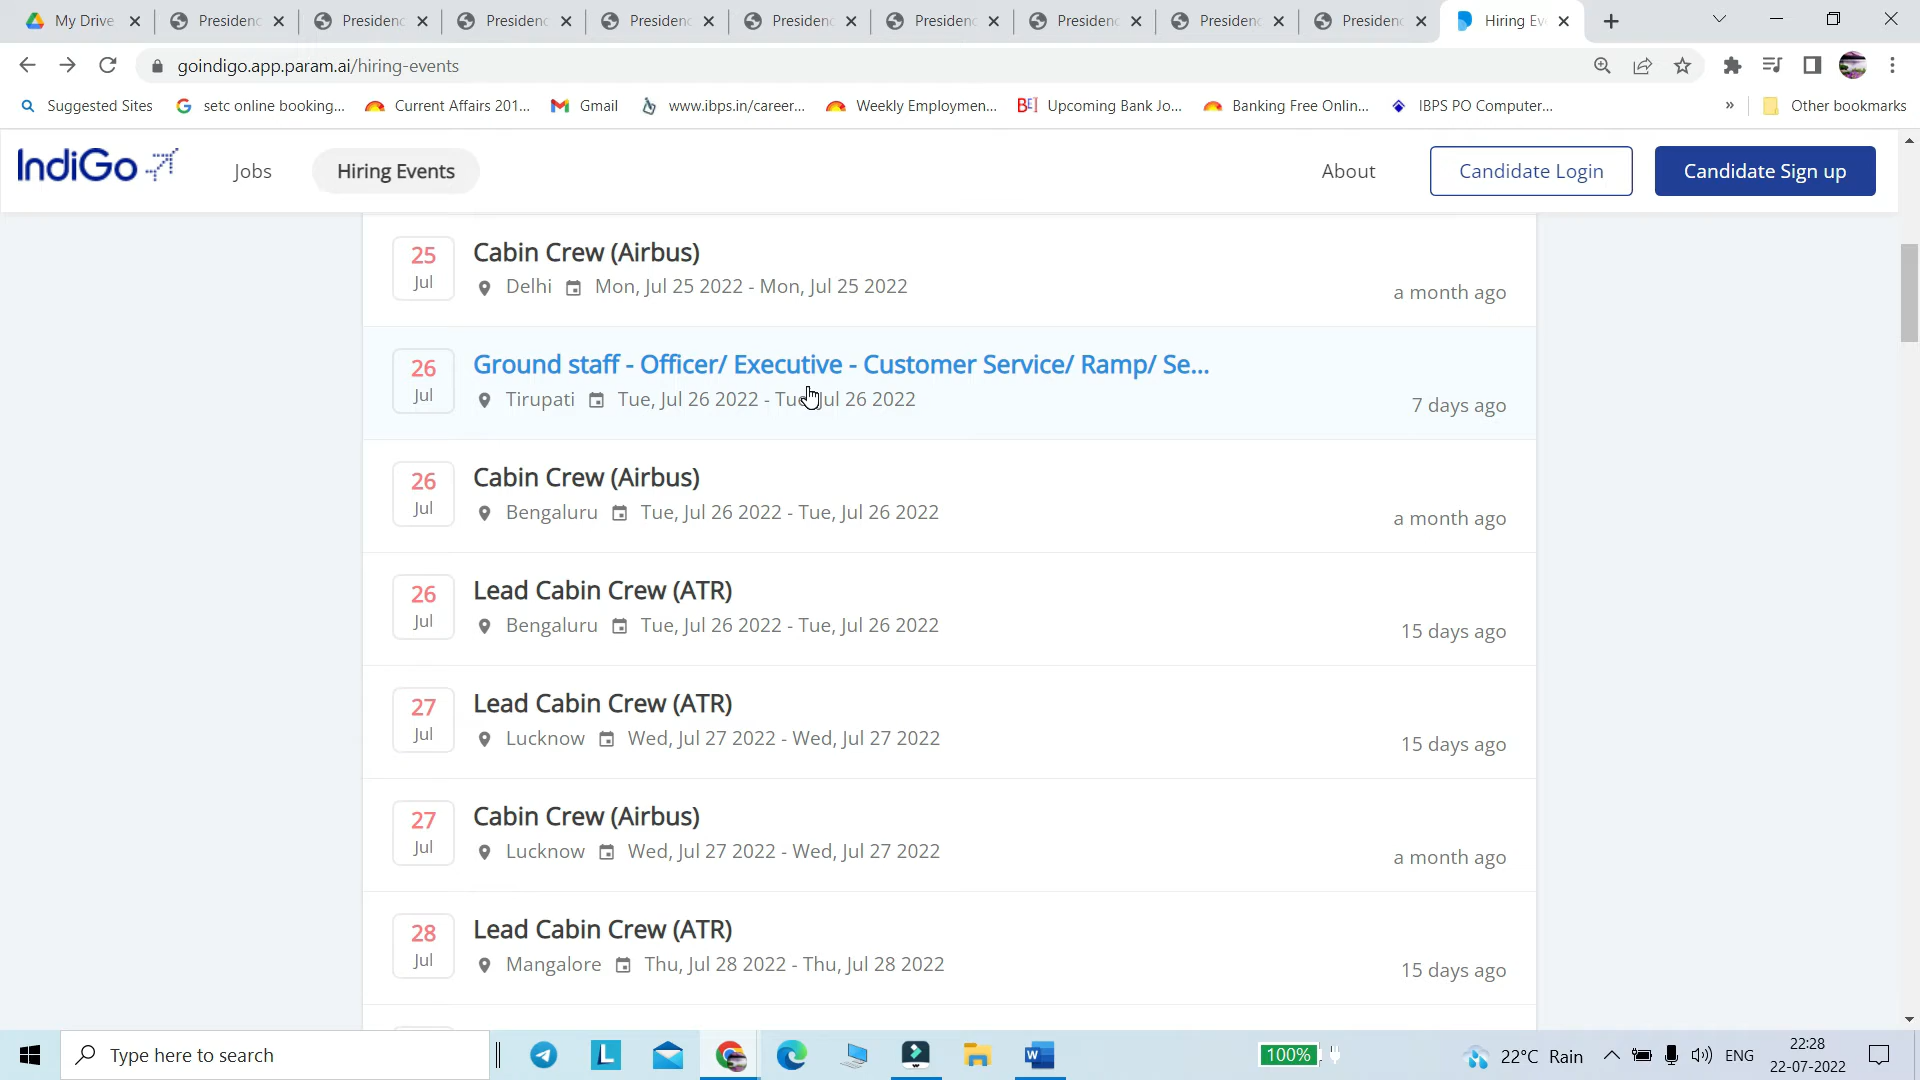 My Drive
Presidenc
Presidenc
Presidenc
Presidenc
Presidenc
Presidenc
Presidenc
Presidenc
Presidenc
Hiring Ev
goindigo.app.param.ai/hiring-events
Suggested Sites
setc online booking...
Current Affairs 201...
Gmail
www.ibps.in/career...
Weekly Employmen...
BEJ Upcoming Bank Jo...
Banking Free Onlin...
IBPS PO Computer...
»
Other bookmarks
IndiGo
Jobs
Hiring Events
About
Candidate Login
Candidate Sign up
25 Jul
Cabin Crew (Airbus)
Delhi Mon, Jul 25 2022 - Mon, Jul 25 2022
a month ago
26 Jul
Ground staff - Officer/ Executive - Customer Service/ Ramp/ Se...
Tirupati Tue, Jul 26 2022 - Tue, Jul 26 2022
7 days ago
26 Jul
Cabin Crew (Airbus)
Bengaluru Tue, Jul 26 2022 - Tue, Jul 26 2022
a month ago
26 Jul
Lead Cabin Crew (ATR)
Bengaluru Tue, Jul 26 2022 - Tue, Jul 26 2022
15 days ago
27 Jul
Lead Cabin Crew (ATR)
Lucknow Wed, Jul 27 2022 - Wed, Jul 27 2022
15 days ago
27 Jul
Cabin Crew (Airbus)
Lucknow Wed, Jul 27 2022 - Wed, Jul 27 2022
a month ago
28 Jul
Lead Cabin Crew (ATR)
Mangalore Thu, Jul 28 2022 - Thu, Jul 28 2022
15 days ago
Type here to search
L
W
100%
22°C Rain
ENG
22:28
22-07-2022